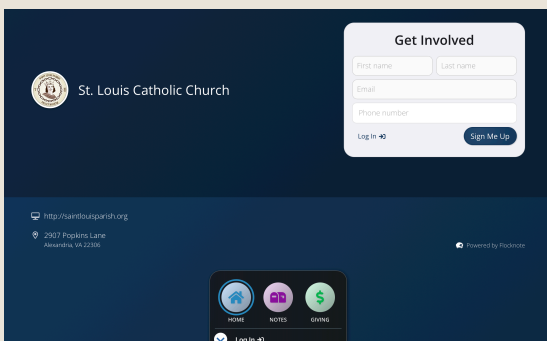 Get Involved
First name
Last name
Email
Phone number
Log In
Sign Me Up
St. Louis Catholic Church
http://saintlouisparish.org
2907 Popkins Lane
Alexandria, VA 22306
Powered by Flocknote
HOME
NOTES
GIVING
Log In